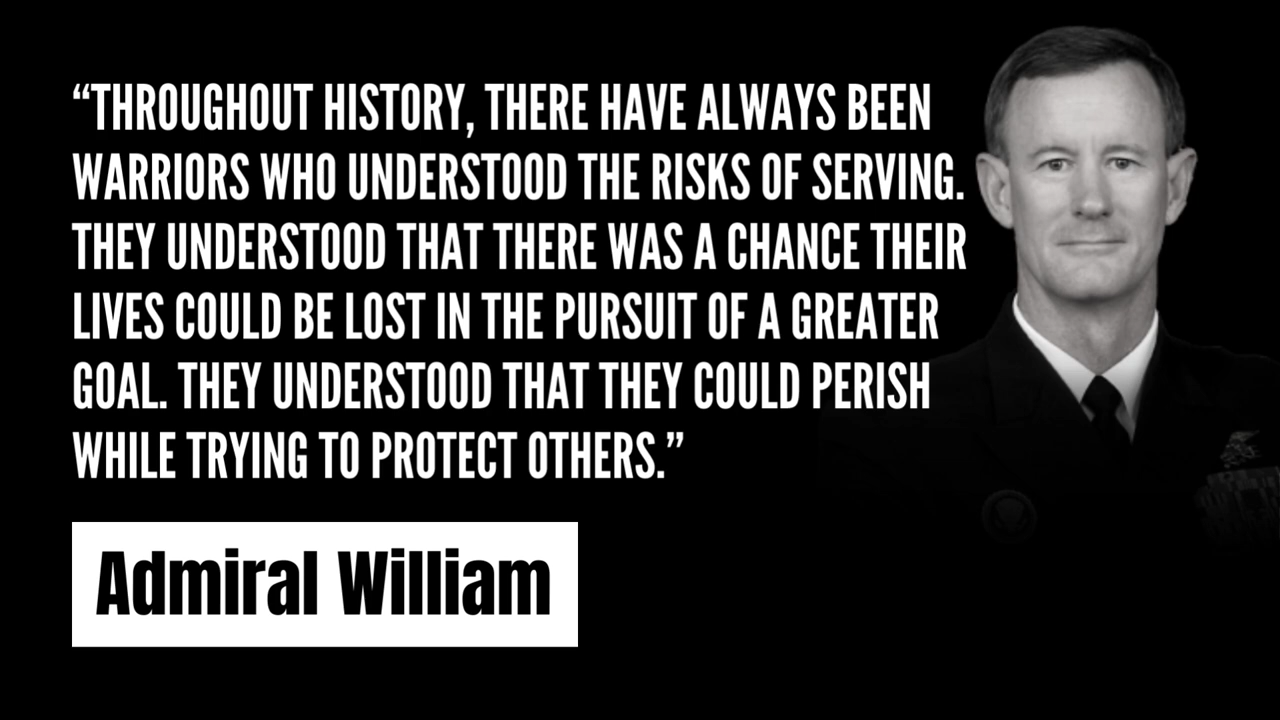 “THROUGHOUT HISTORY, THERE HAVE ALWAYS BEEN
WARRIORS WHO UNDERSTOOD THE RISKS OF SERVING.
THEY UNDERSTOOD THAT THERE WAS A CHANCE THEIR
LIVES COULD BE LOST IN THE PURSUIT OF A GREATER
GOAL. THEY UNDERSTOOD THAT THEY COULD PERISH
WHILE TRYING TO PROTECT OTHERS.”
Admiral William